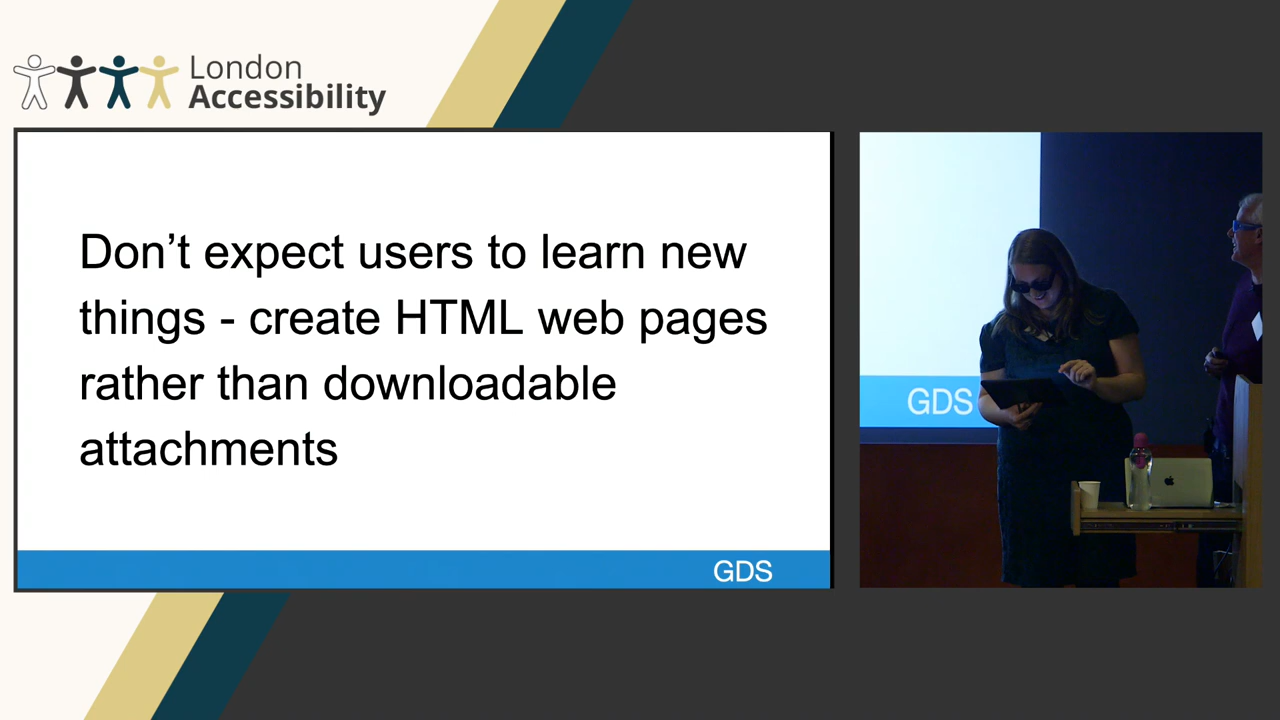 London
Accessibility
Don’t expect users to learn new
things - create HTML web pages
rather than downloadable
attachments
GDS
GDS